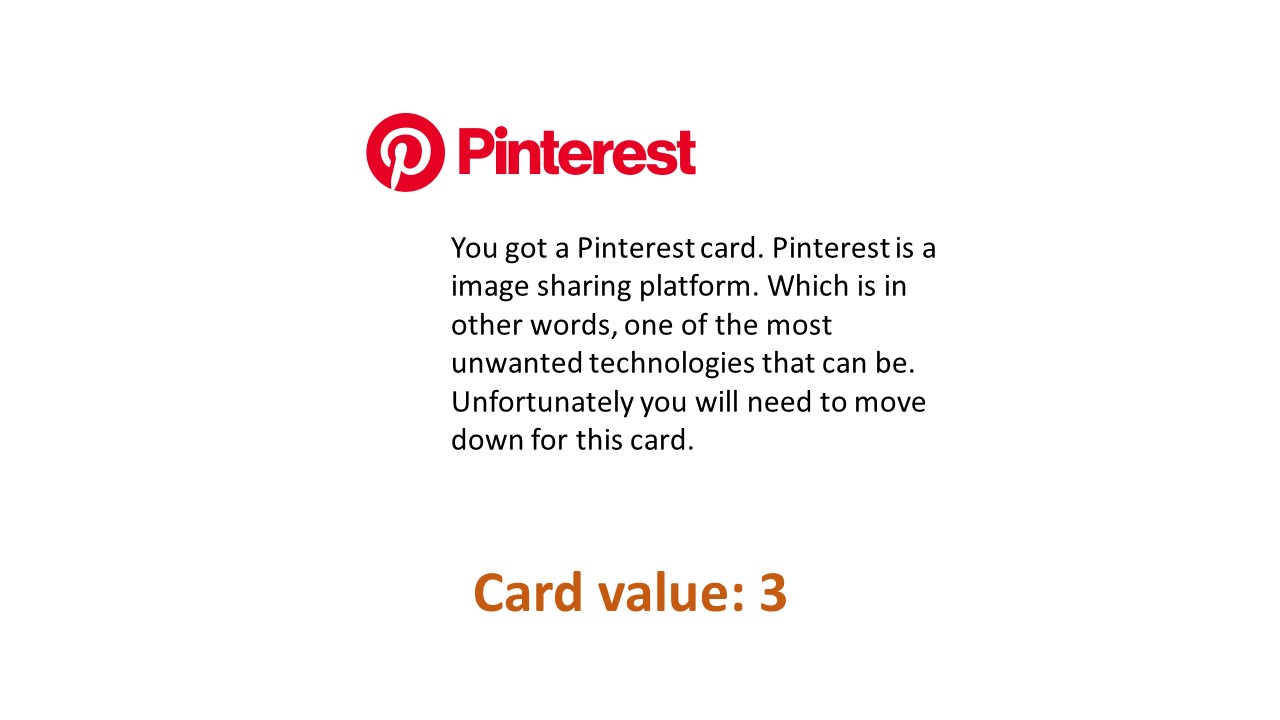 Pinterest
You got a Pinterest card. Pinterest is a
image sharing platform. Which is in
other words, one of the most
unwanted technologies that can be.
Unfortunately you will need to move
down for this card.
Card value: 3